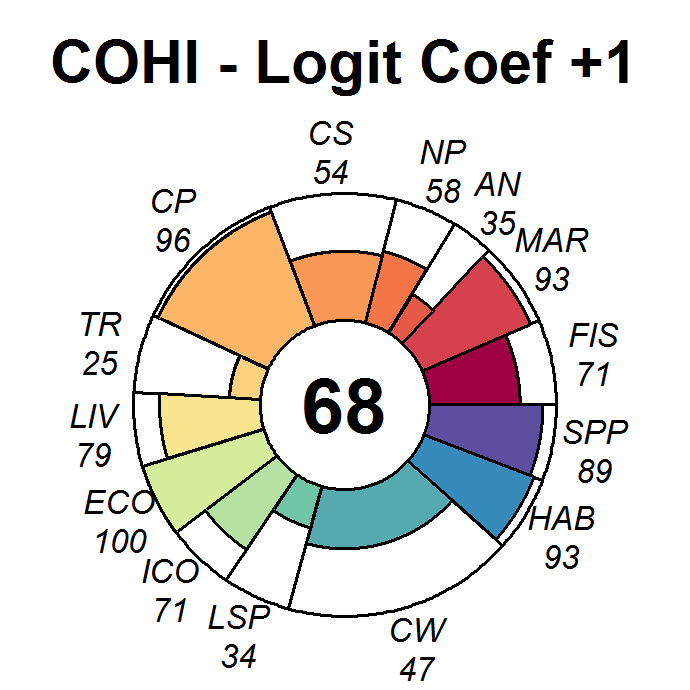 COHI - Logit Coef +1
CS
54
NP
58
AN
35
MAR
93
CP
96
FIS
71
TR
25
68
LIV
79
SPP
89
ECO
100
HAB
93
ICO
71
LSP
34
CW
47